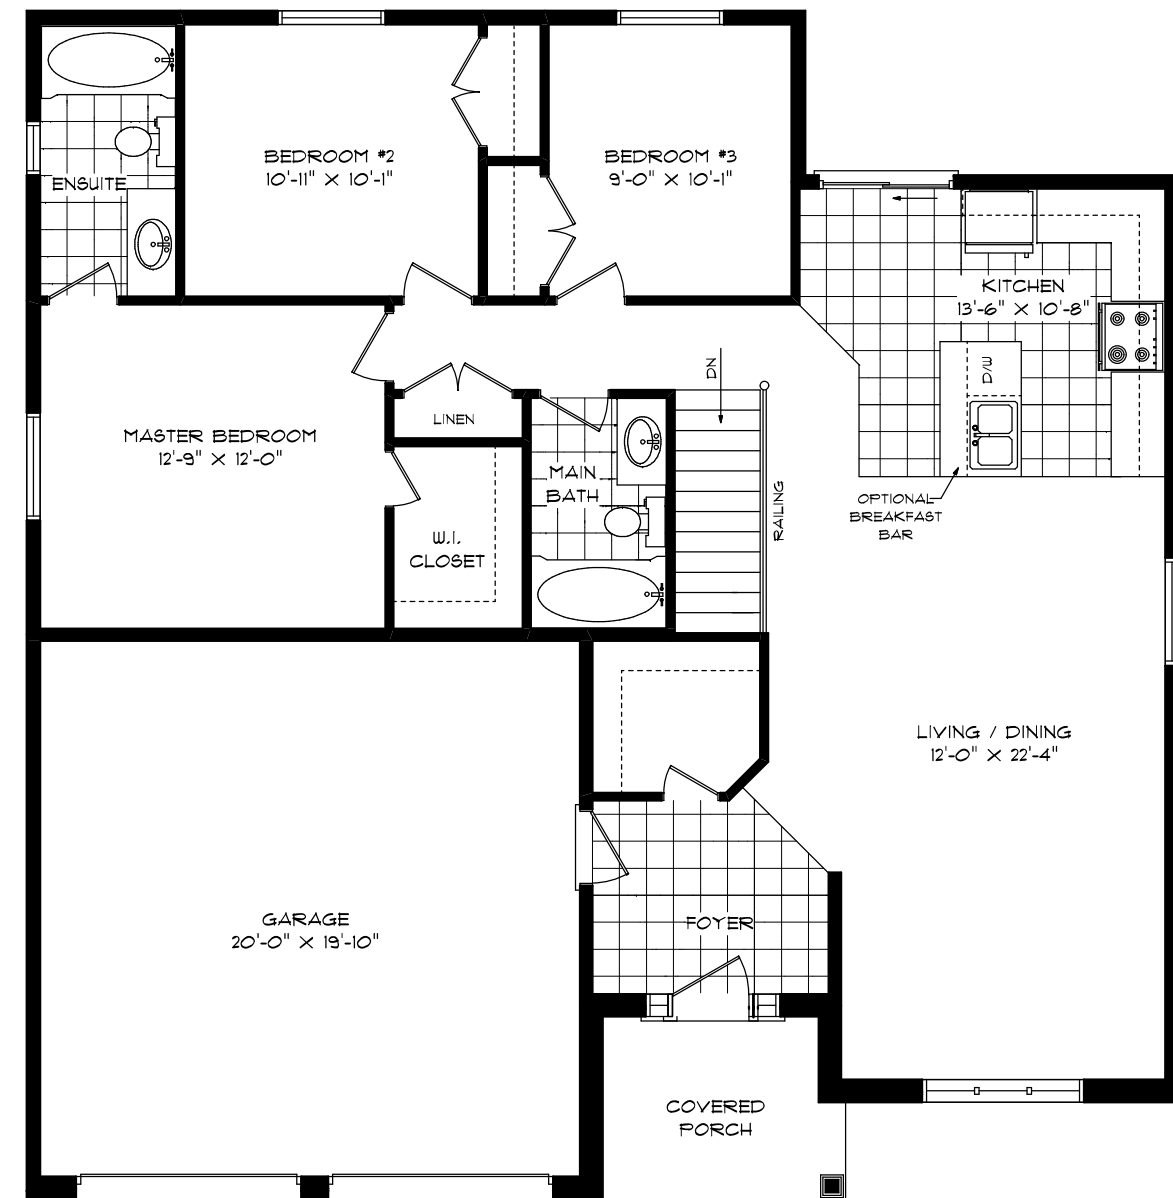 BEDROOM #2
10'-11" X 10'-1"
BEDROOM #3
9'-0" X 10'-1"
ENSUITE
KITCHEN
13'-6" X 10'-8"
DN
D/W
LINEN
MASTER BEDROOM
12'-9" X 12'-0"
MAIN
BATH
RAILING
OPTIONAL
BREAKFAST
BAR
W.I.
CLOSET
LIVING / DINING
12'-0" X 22'-4"
GARAGE
20'-0" X 19'-10"
FOYER
COVERED
PORCH